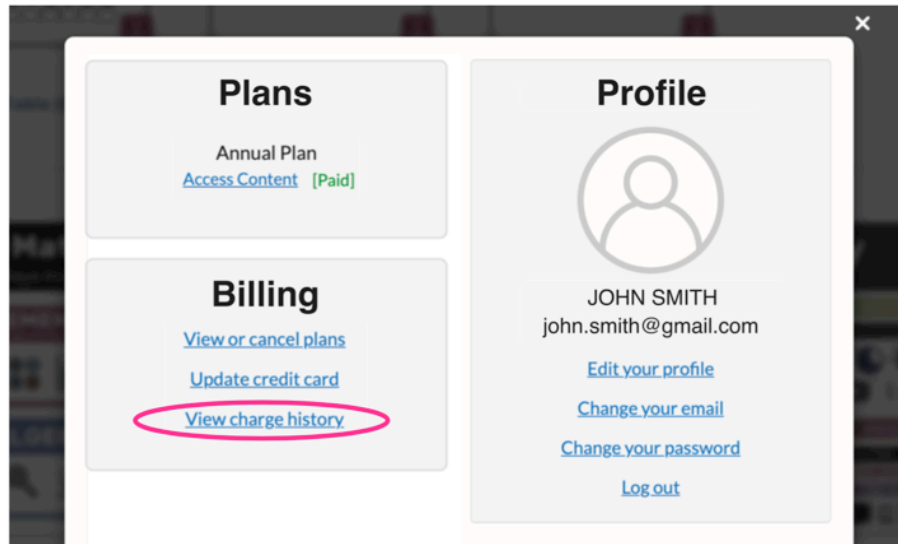 Plans
Annual Plan
Access Content [Paid]
Billing
View or cancel plans
Update credit card
View charge history
Profile
JOHN SMITH
john.smith@gmail.com
Edit your profile
Change your email
Change your password
Log out